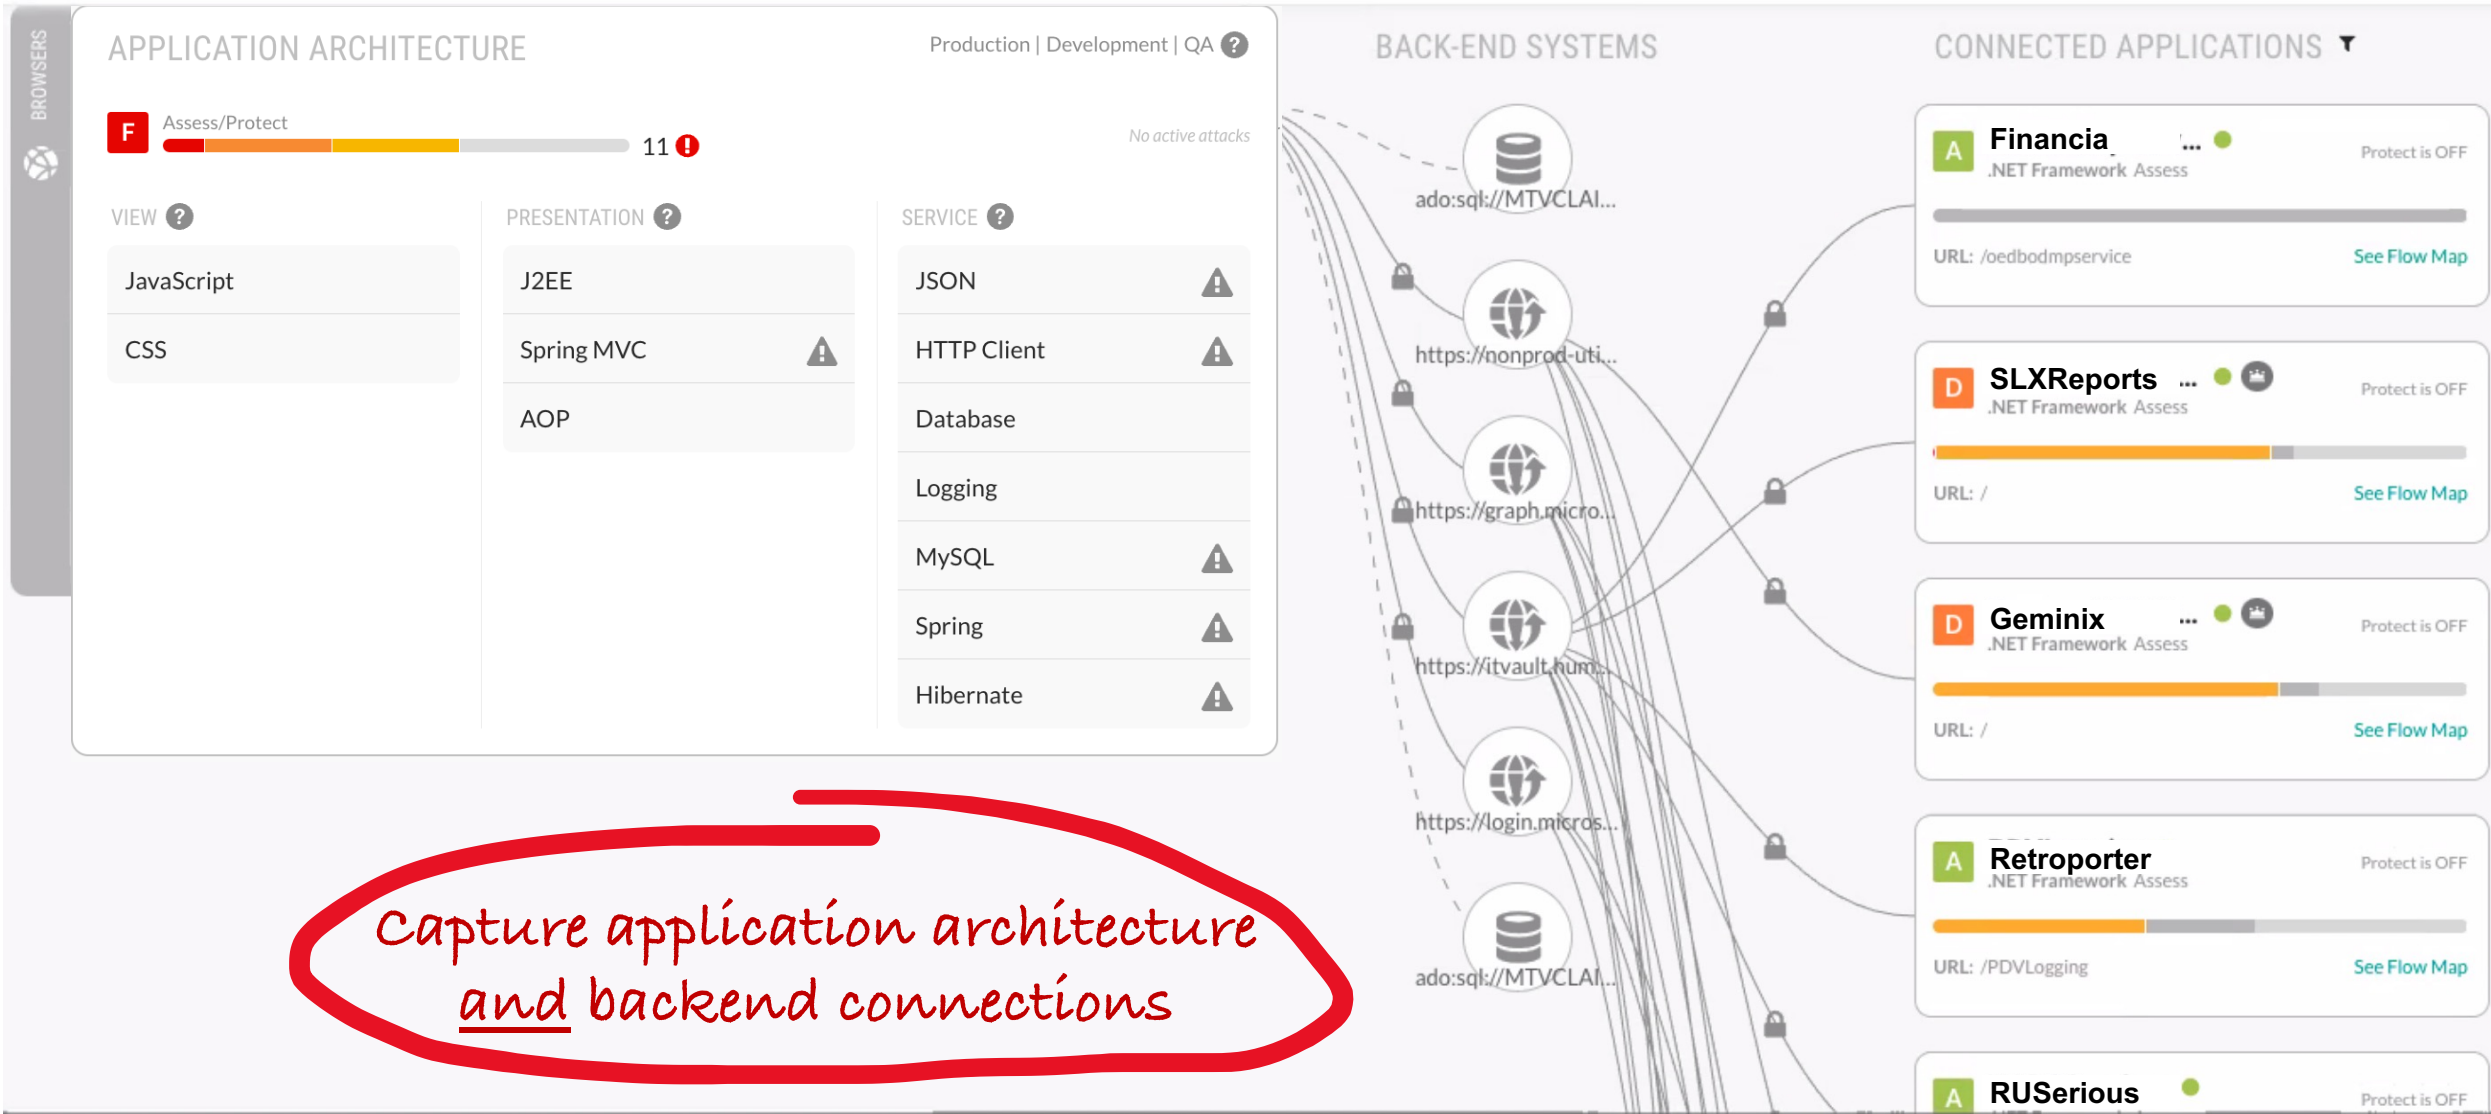 BROWSERS
APPLICATION ARCHITECTURE
Production | Development | QA ?
F
Assess/Protect
11 !
No active attacks
VIEW ?
JavaScript
CSS
PRESENTATION ?
J2EE
Spring MVC
AOP
SERVICE ?
JSON
HTTP Client
Database
Logging
MySQL
Spring
Hibernate
Capture application architecture
and backend connections
BACK-END SYSTEMS
ado:sql://MTVCLAI...
https://nonprod-uti...
https://graph.micro...
https://itvault.hum...
https://login.micros...
ado:sql://MTVCLAI...
CONNECTED APPLICATIONS
A
Financia ...
Protect is OFF
.NET Framework Assess
URL: /oedbodmpservice
See Flow Map
D
SLXReports ...
Protect is OFF
.NET Framework Assess
URL: /
See Flow Map
D
Geminix ...
Protect is OFF
.NET Framework Assess
URL: /
See Flow Map
A
Retroporter
Protect is OFF
.NET Framework Assess
URL: /PDVLogging
See Flow Map
A
RUSerious
Protect is OFF